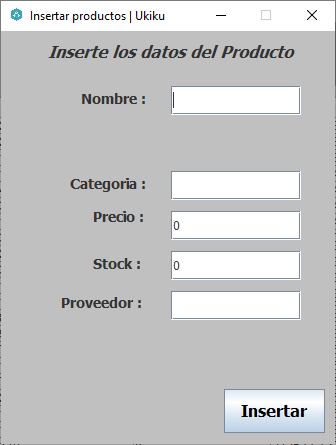 Insertar productos | Ukiku
Inserte los datos del Producto
Nombre :
Categoria :
Precio :
0
Stock :
0
Proveedor :
Insertar